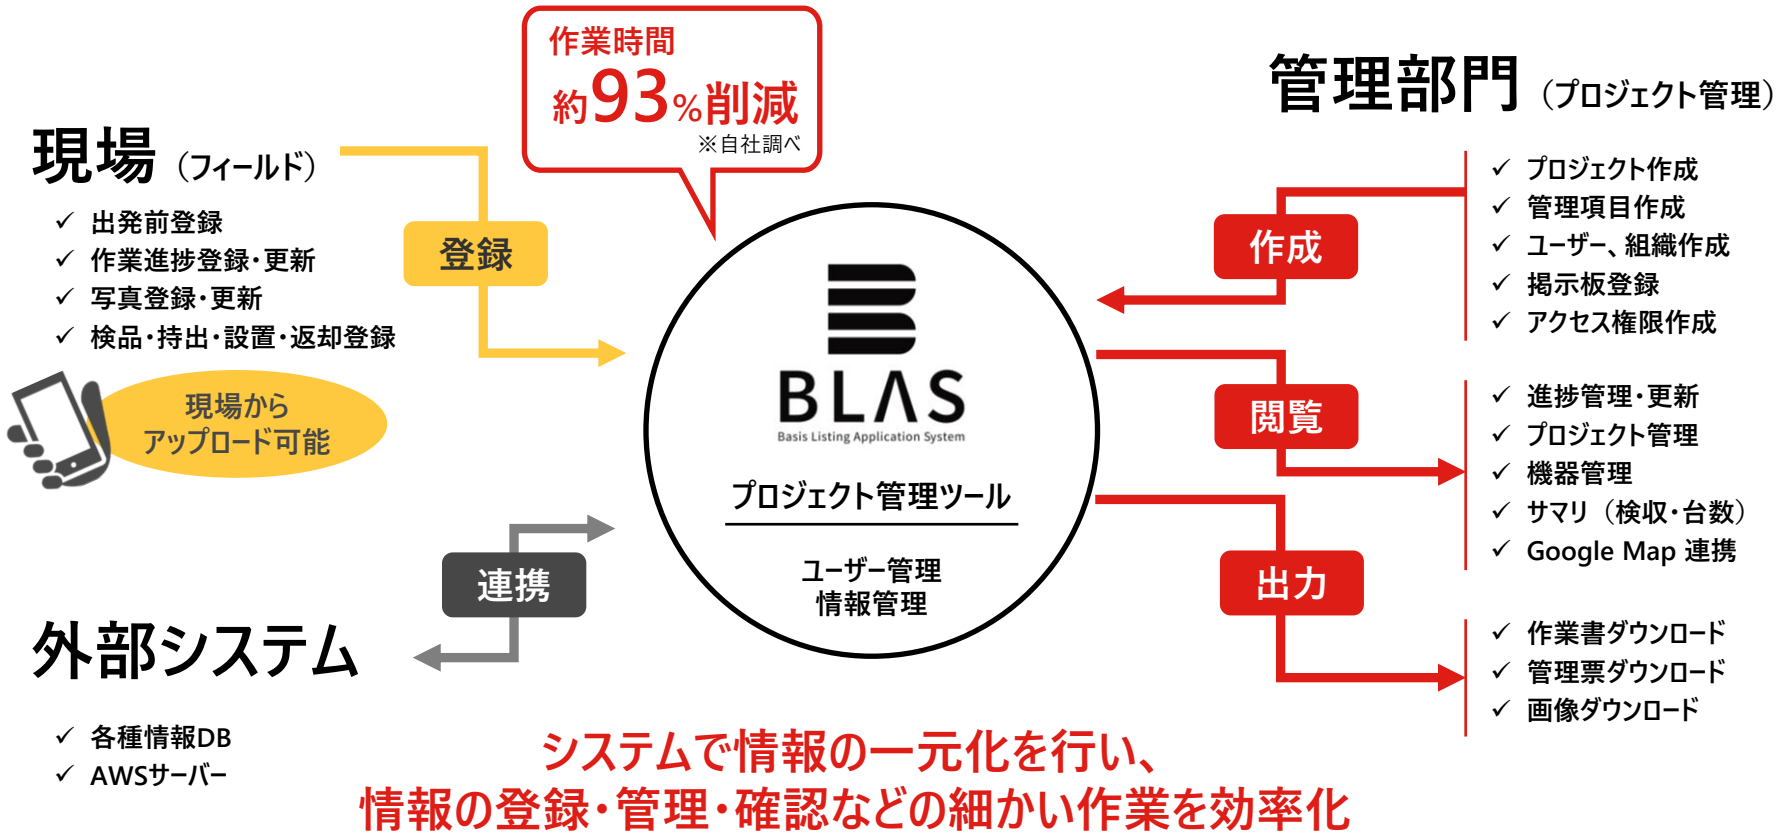 作業時間
約93%削減
※自社調べ
現場（フィールド）
✓ 出発前登録
✓ 作業進捗登録・更新
✓ 写真登録・更新
✓ 検品・持出・設置・返却登録
登録
現場から
アップロード可能
外部システム
✓ 各種情報DB
✓ AWSサーバー
連携
BLAS
Basis Listing Application System
プロジェクト管理ツール
ユーザー管理
情報管理
管理部門（プロジェクト管理）
作成
✓ プロジェクト作成
✓ 管理項目作成
✓ ユーザー、組織作成
✓ 掲示板登録
✓ アクセス権限作成
閲覧
✓ 進捗管理・更新
✓ プロジェクト管理
✓ 機器管理
✓ サマリ（検収・台数）
✓ Google Map 連携
出力
✓ 作業書ダウンロード
✓ 管理票ダウンロード
✓ 画像ダウンロード
システムで情報の一元化を行い、
情報の登録・管理・確認などの細かい作業を効率化